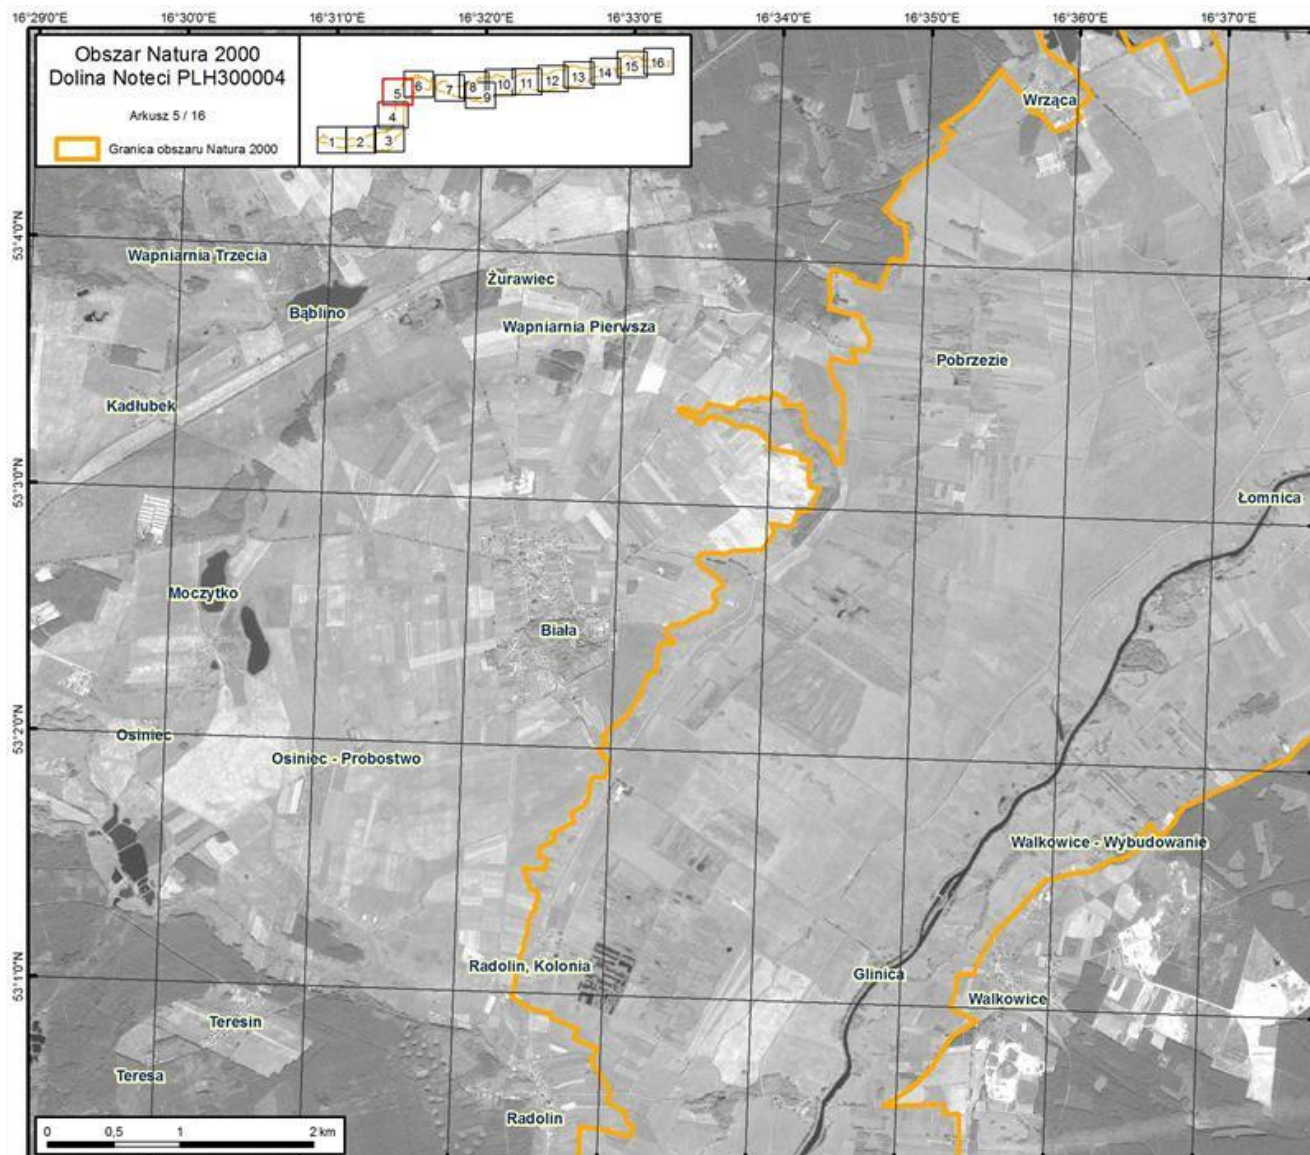 16°29'0"E 16°30'0"E 16°31'0"E 16°32'0"E 16°33'0"E 16°34'0"E 16°35'0"E 16°36'0"E 16°37'0"E
Obszar Natura 2000
Dolina Noteci PLH300004
Arkusz 5 / 16
Granica obszaru Natura 2000
1 2 3 4 5 6 7 8 9 10 11 12 13 14 15 16
Wrząca
53°4'0"N
Wapniarnia Trzecia
Żurawiec
Bąblino
Wapniarnia Pierwsza
Pobrzezie
Kadłubek
53°3'0"N
Łomnica
Moczytko
Biała
53°2'0"N
Osiniec
Osiniec - Probostwo
Walkowice - Wybudowanie
Radolin, Kolonia
Glinica
53°1'0"N
Walkowice
Teresin
Teresa
Radolin
0 0,5 1 2 km